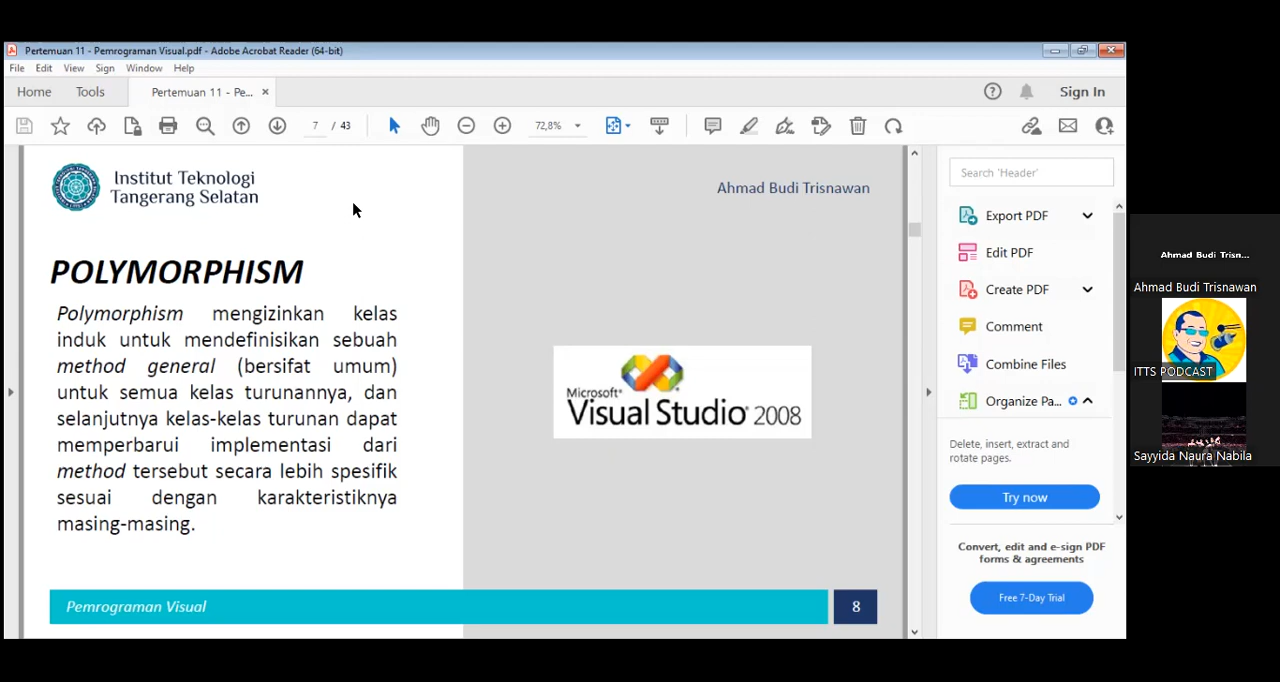 Pertemuan 11 - Pemrograman Visual.pdf - Adobe Acrobat Reader (64-bit)
File Edit View Sign Window Help
Home Tools Pertemuan 11 - Pe... ×
Sign In
7 / 43
72,8%
Institut Teknologi
Tangerang Selatan
Ahmad Budi Trisnawan
POLYMORPHISM
Polymorphism mengizinkan kelas
induk untuk mendefinisikan sebuah
method general (bersifat umum)
untuk semua kelas turunannya, dan
selanjutnya kelas-kelas turunan dapat
memperbarui implementasi dari
method tersebut secara lebih spesifik
sesuai dengan karakteristiknya
masing-masing.
Microsoft®
Visual Studio® 2008
Pemrograman Visual
8
Search 'Header'
Export PDF
Edit PDF
Create PDF
Comment
Combine Files
Organize Pa...
Delete, insert, extract and
rotate pages.
Try now
Convert, edit and e-sign PDF
forms & agreements
Free 7-Day Trial
Ahmad Budi Trisn...
Ahmad Budi Trisnawan
ITTS PODCAST
Sayyida Naura Nabila